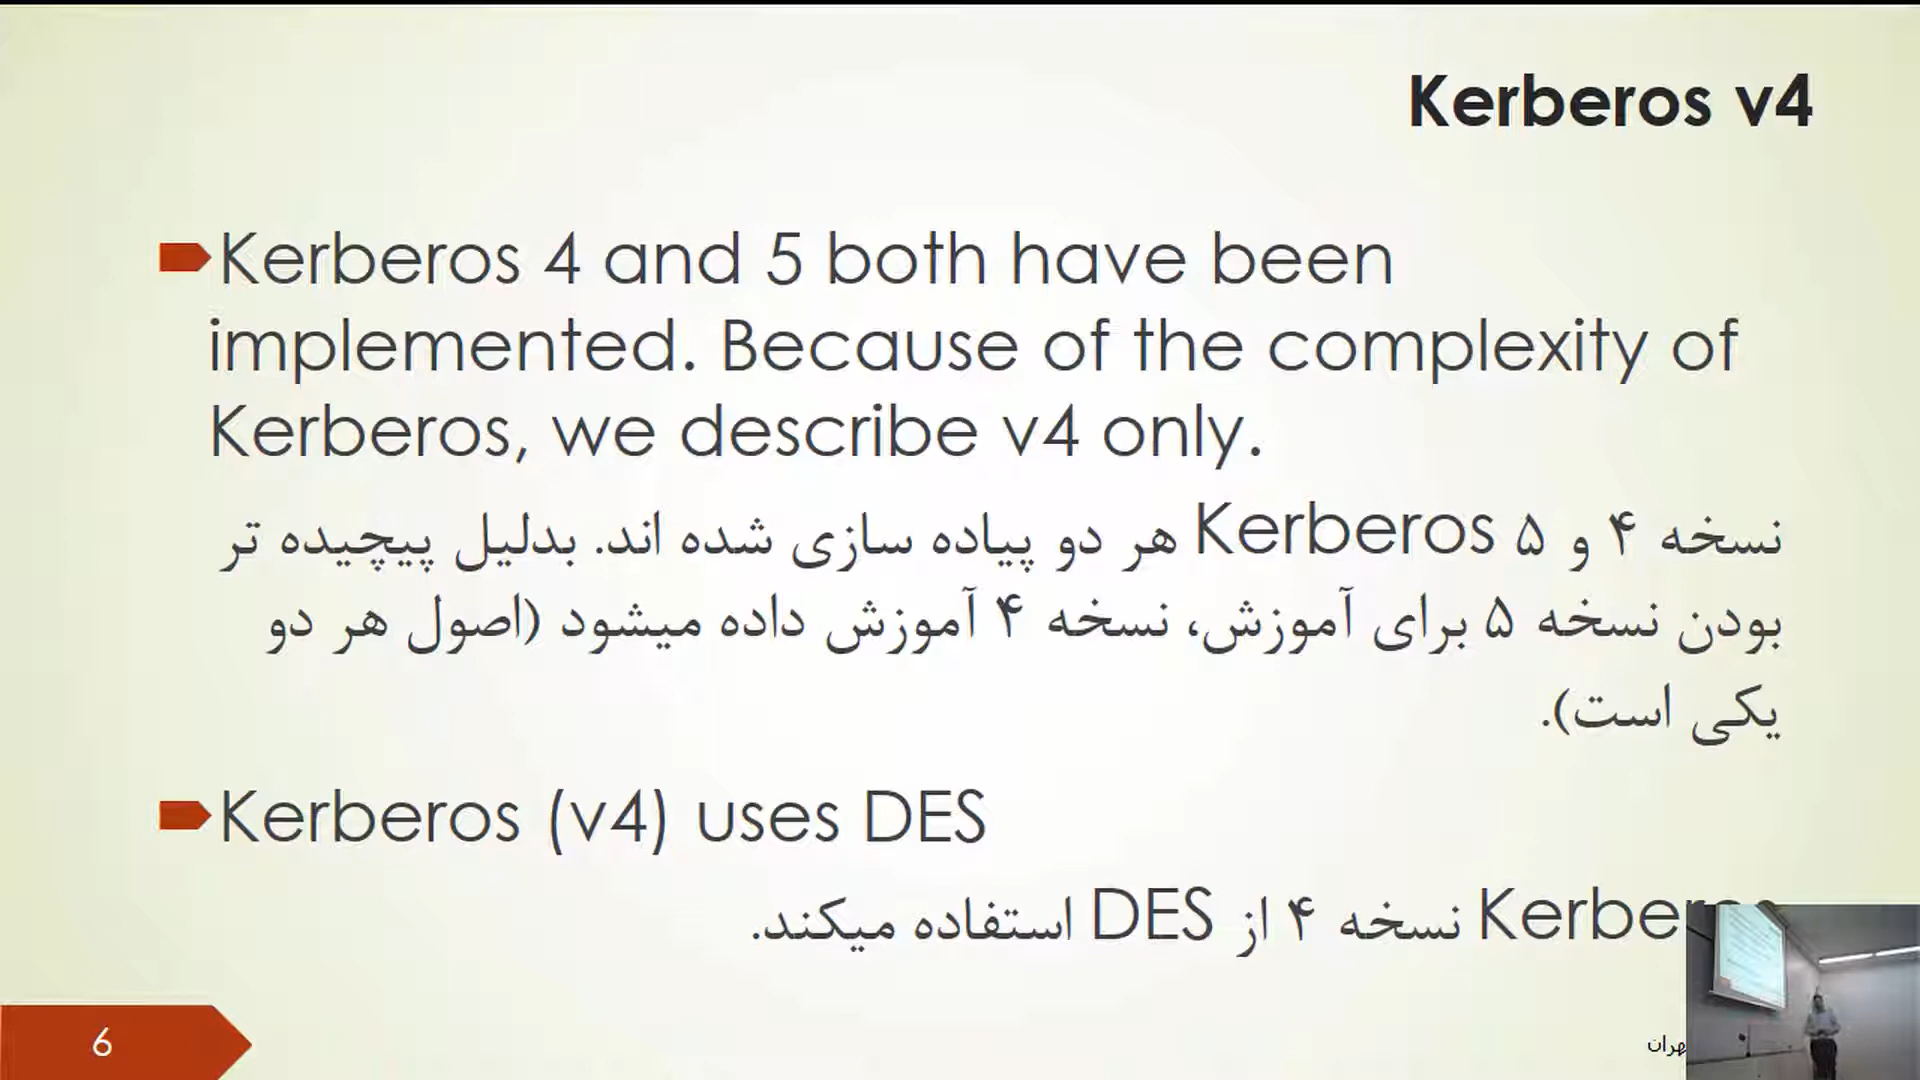 Kerberos v4
Kerberos 4 and 5 both have been
implemented. Because of the complexity of
Kerberos, we describe v4 only.
نسخه ۴ و ۵ Kerberos هر دو پیاده سازی شده اند. بدلیل پیچیده تر
بودن نسخه ۵ برای آموزش، نسخه ۴ آموزش داده میشود (اصول هر دو
یکی است).
Kerberos (v4) uses DES
نسخه ۴ از DES استفاده میکند.
6